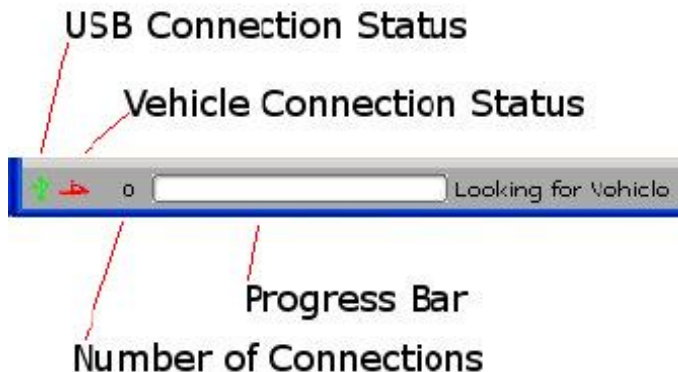 USB Connection Status
Vehicle Connection Status
0 Looking for Vehicle
Progress Bar
Number of Connections